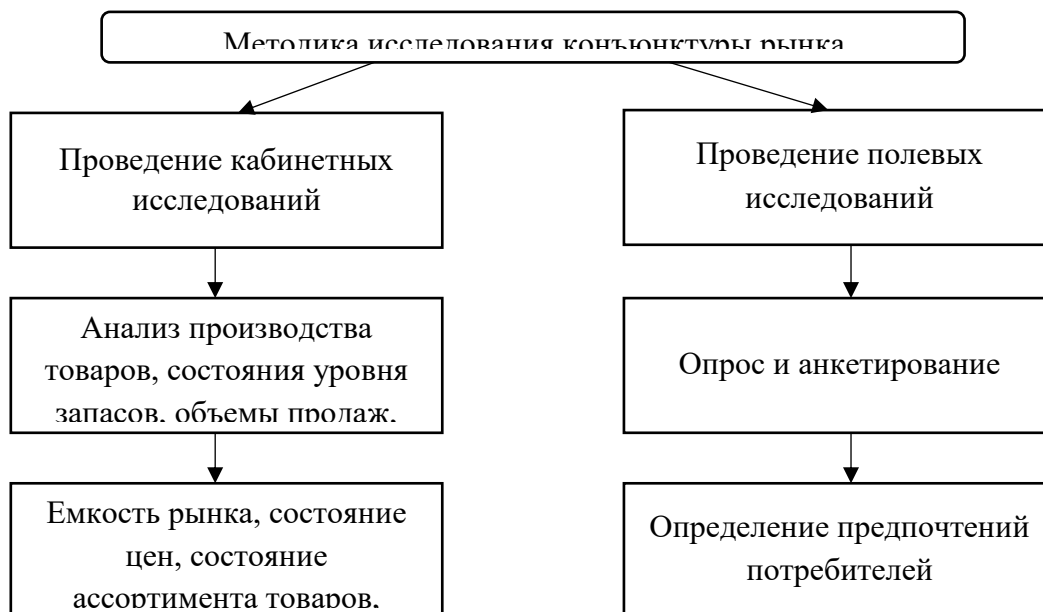 Методика исследования конъюнктуры рынка
Проведение кабинетных
исследований
Анализ производства
товаров, состояния уровня
запасов, объемы продаж,
Емкость рынка, состояние
цен, состояние
ассортимента товаров,
Проведение полевых
исследований
Опрос и анкетирование
Определение предпочтений
потребителей